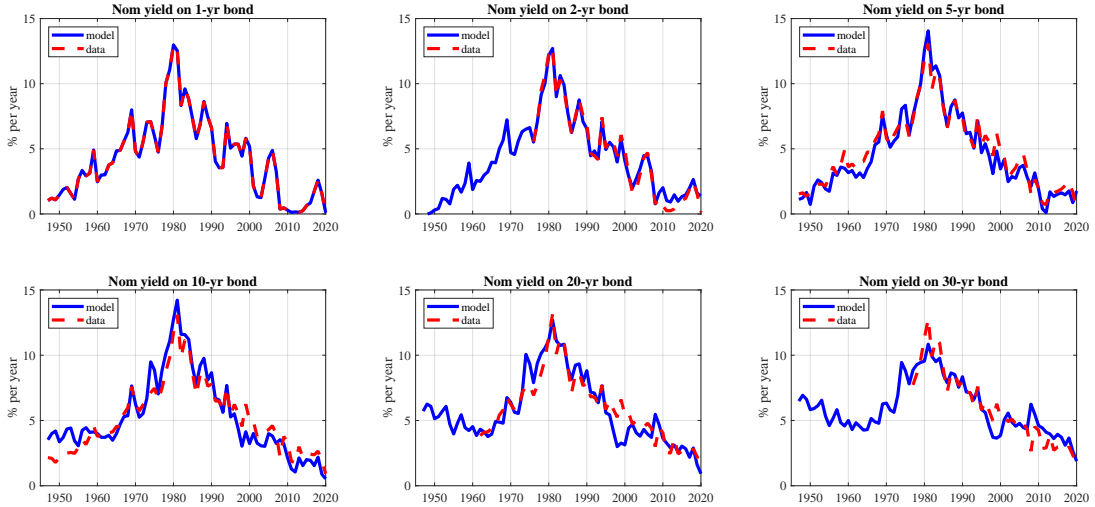 Nom yield on 1-yr bond
% per year
15
10
5
0
model
data
1950 1960 1970 1980 1990 2000 2010 2020
Nom yield on 2-yr bond
% per year
15
10
5
0
model
data
1950 1960 1970 1980 1990 2000 2010 2020
Nom yield on 5-yr bond
% per year
15
10
5
0
model
data
1950 1960 1970 1980 1990 2000 2010 2020
Nom yield on 10-yr bond
% per year
15
10
5
0
model
data
1950 1960 1970 1980 1990 2000 2010 2020
Nom yield on 20-yr bond
% per year
15
10
5
0
model
data
1950 1960 1970 1980 1990 2000 2010 2020
Nom yield on 30-yr bond
% per year
15
10
5
0
model
data
1950 1960 1970 1980 1990 2000 2010 2020